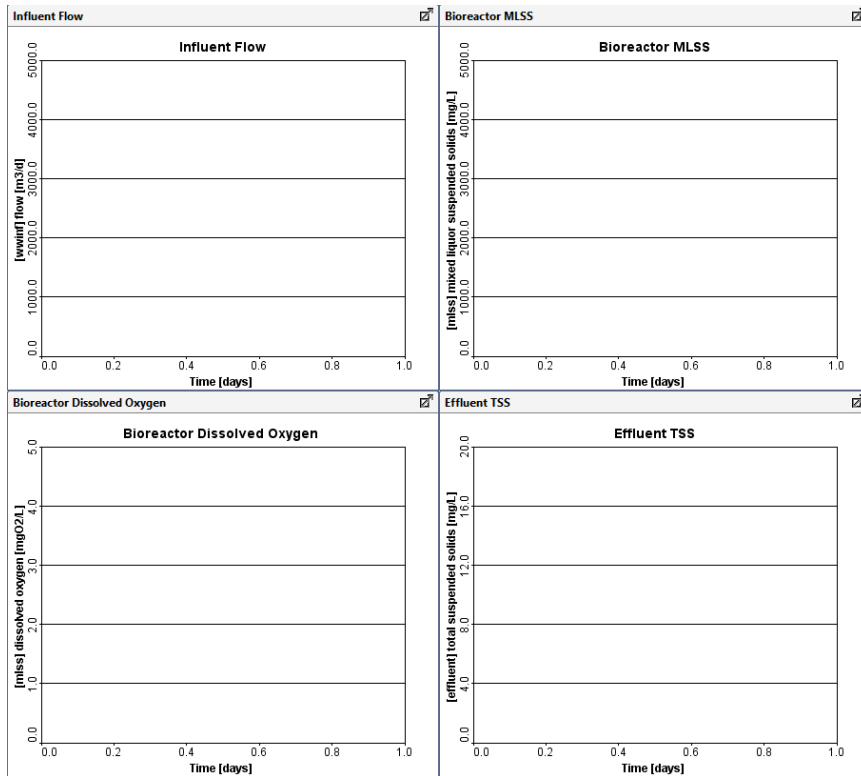 Influent Flow
Influent Flow
[wwinf] flow [m3/d]
5000.0
4000.0
3000.0
2000.0
1000.0
0.0
0.0 0.2 0.4 0.6 0.8 1.0
Time [days]
Bioreactor MLSS
Bioreactor MLSS
[mlss] mixed liquor suspended solids [mg/L]
5000.0
4000.0
3000.0
2000.0
1000.0
0.0
0.0 0.2 0.4 0.6 0.8 1.0
Time [days]
Bioreactor Dissolved Oxygen
Bioreactor Dissolved Oxygen
[mlss] dissolved oxygen [mgO2/L]
5.0
4.0
3.0
2.0
1.0
0.0
0.0 0.2 0.4 0.6 0.8 1.0
Time [days]
Effluent TSS
Effluent TSS
[effluent] total suspended solids [mg/L]
20.0
16.0
12.0
8.0
4.0
0.0
0.0 0.2 0.4 0.6 0.8 1.0
Time [days]